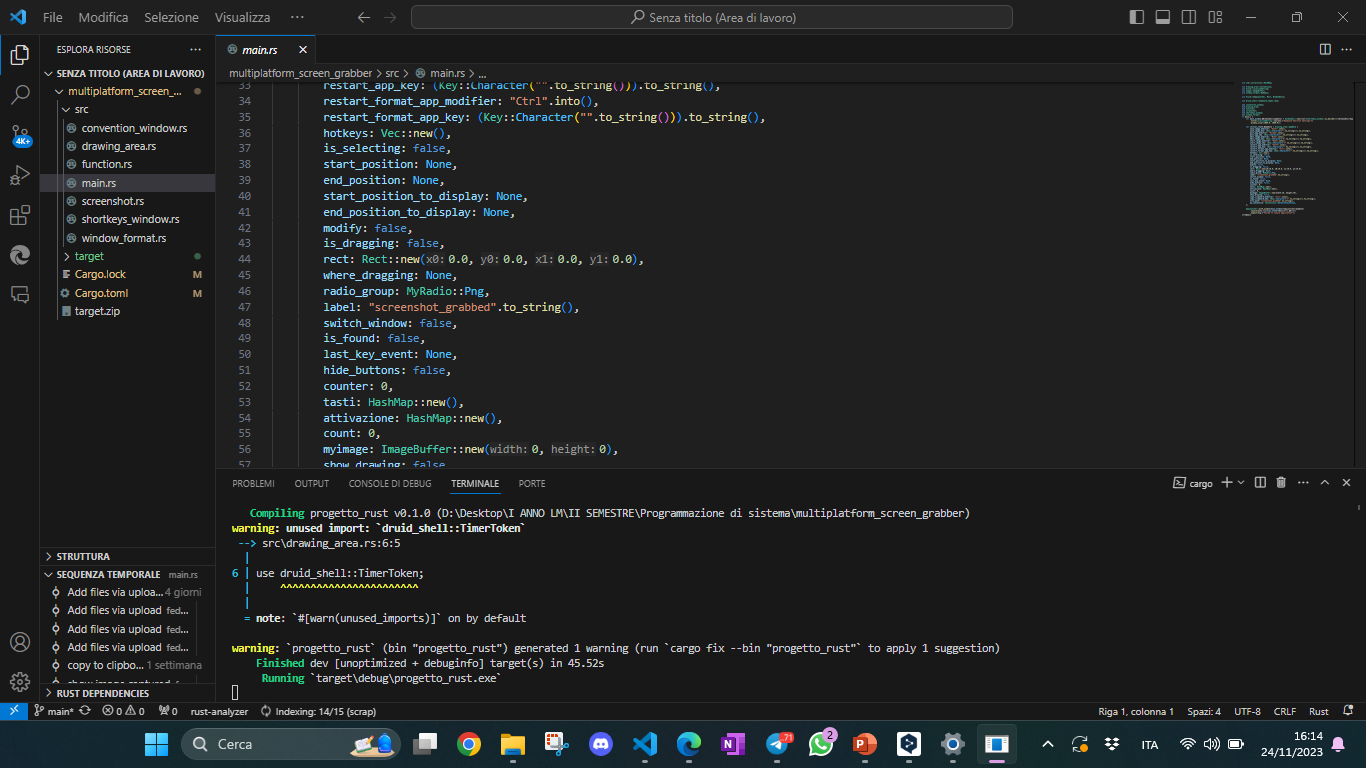 File Modifica Selezione Visualizza ··· Senza titolo (Area di lavoro)
ESPLORA RISORSE ···
SENZA TITOLO (AREA DI LAVORO)
multiplatform_screen_...
src
convention_window.rs
drawing_area.rs
function.rs
main.rs
screenshot.rs
shortkeys_window.rs
window_format.rs
target
Cargo.lock M
Cargo.toml M
target.zip
STRUTTURA
SEQUENZA TEMPORALE main.rs
Add files via uploa... 4 giorni
Add files via upload fed...
Add files via upload fed...
Add files via upload fed...
copy to clipbo... 1 settimana
RUST DEPENDENCIES
4K+
main.rs
multiplatform_screen_grabber > src > main.rs > ...
33 restart_app_key: (Key::Character("".to_string())).to_string(),
34 restart_format_app_modifier: "Ctrl".into(),
35 restart_format_app_key: (Key::Character("".to_string())).to_string(),
36 hotkeys: Vec::new(),
37 is_selecting: false,
38 start_position: None,
39 end_position: None,
40 start_position_to_display: None,
41 end_position_to_display: None,
42 modify: false,
43 is_dragging: false,
44 rect: Rect::new(x0: 0.0, y0: 0.0, x1: 0.0, y1: 0.0),
45 where_dragging: None,
46 radio_group: MyRadio::Png,
47 label: "screenshot_grabbed".to_string(),
48 switch_window: false,
49 is_found: false,
50 last_key_event: None,
51 hide_buttons: false,
52 counter: 0,
53 tasti: HashMap::new(),
54 attivazione: HashMap::new(),
55 count: 0,
56 myimage: ImageBuffer::new(width: 0, height: 0),
57 show_drawing: false
PROBLEMI OUTPUT CONSOLE DI DEBUG TERMINALE PORTE cargo
Compiling progetto_rust v0.1.0 (D:\Desktop\I ANNO LM\II SEMESTRE\Programmazione di sistema\multiplatform_screen_grabber)
warning: unused import: `druid_shell::TimerToken`
--> src\drawing_area.rs:6:5
|
6 | use druid_shell::TimerToken;
| ^^^^^^^^^^^^^^^^^^^^^^^
|
= note: `#[warn(unused_imports)]` on by default
warning: `progetto_rust` (bin "progetto_rust") generated 1 warning (run `cargo fix --bin "progetto_rust"` to apply 1 suggestion)
Finished dev [unoptimized + debuginfo] target(s) in 45.52s
Running `target\debug\progetto_rust.exe`
main* 0 0 0 rust-analyzer Indexing: 14/15 (scrap) Riga 1, colonna 1 Spazi: 4 UTF-8 CRLF Rust
Cerca 71 2 ITA 16:14
24/11/2023